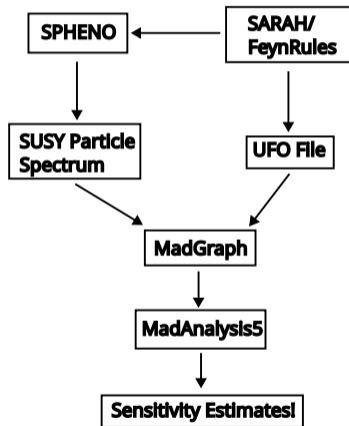 SPHENO
SARAH/
FeynRules
SUSY Particle
Spectrum
UFO File
MadGraph
MadAnalysis5
Sensitivity Estimates!